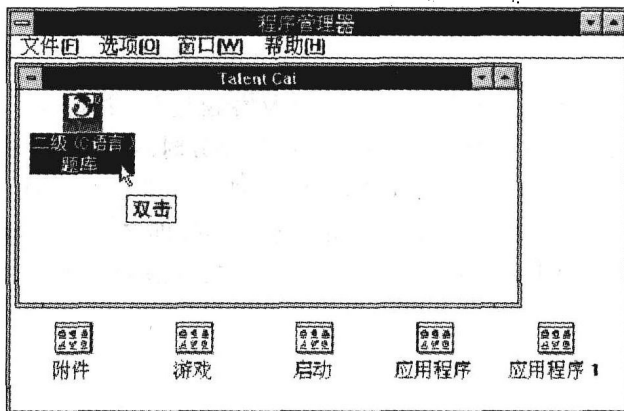 程序管理器
文件(F) 选项(O) 窗口(W) 帮助(H)
Talent Cai
二级（C语言）
题库
双击
附件 游戏 启动 应用程序 应用程序 1